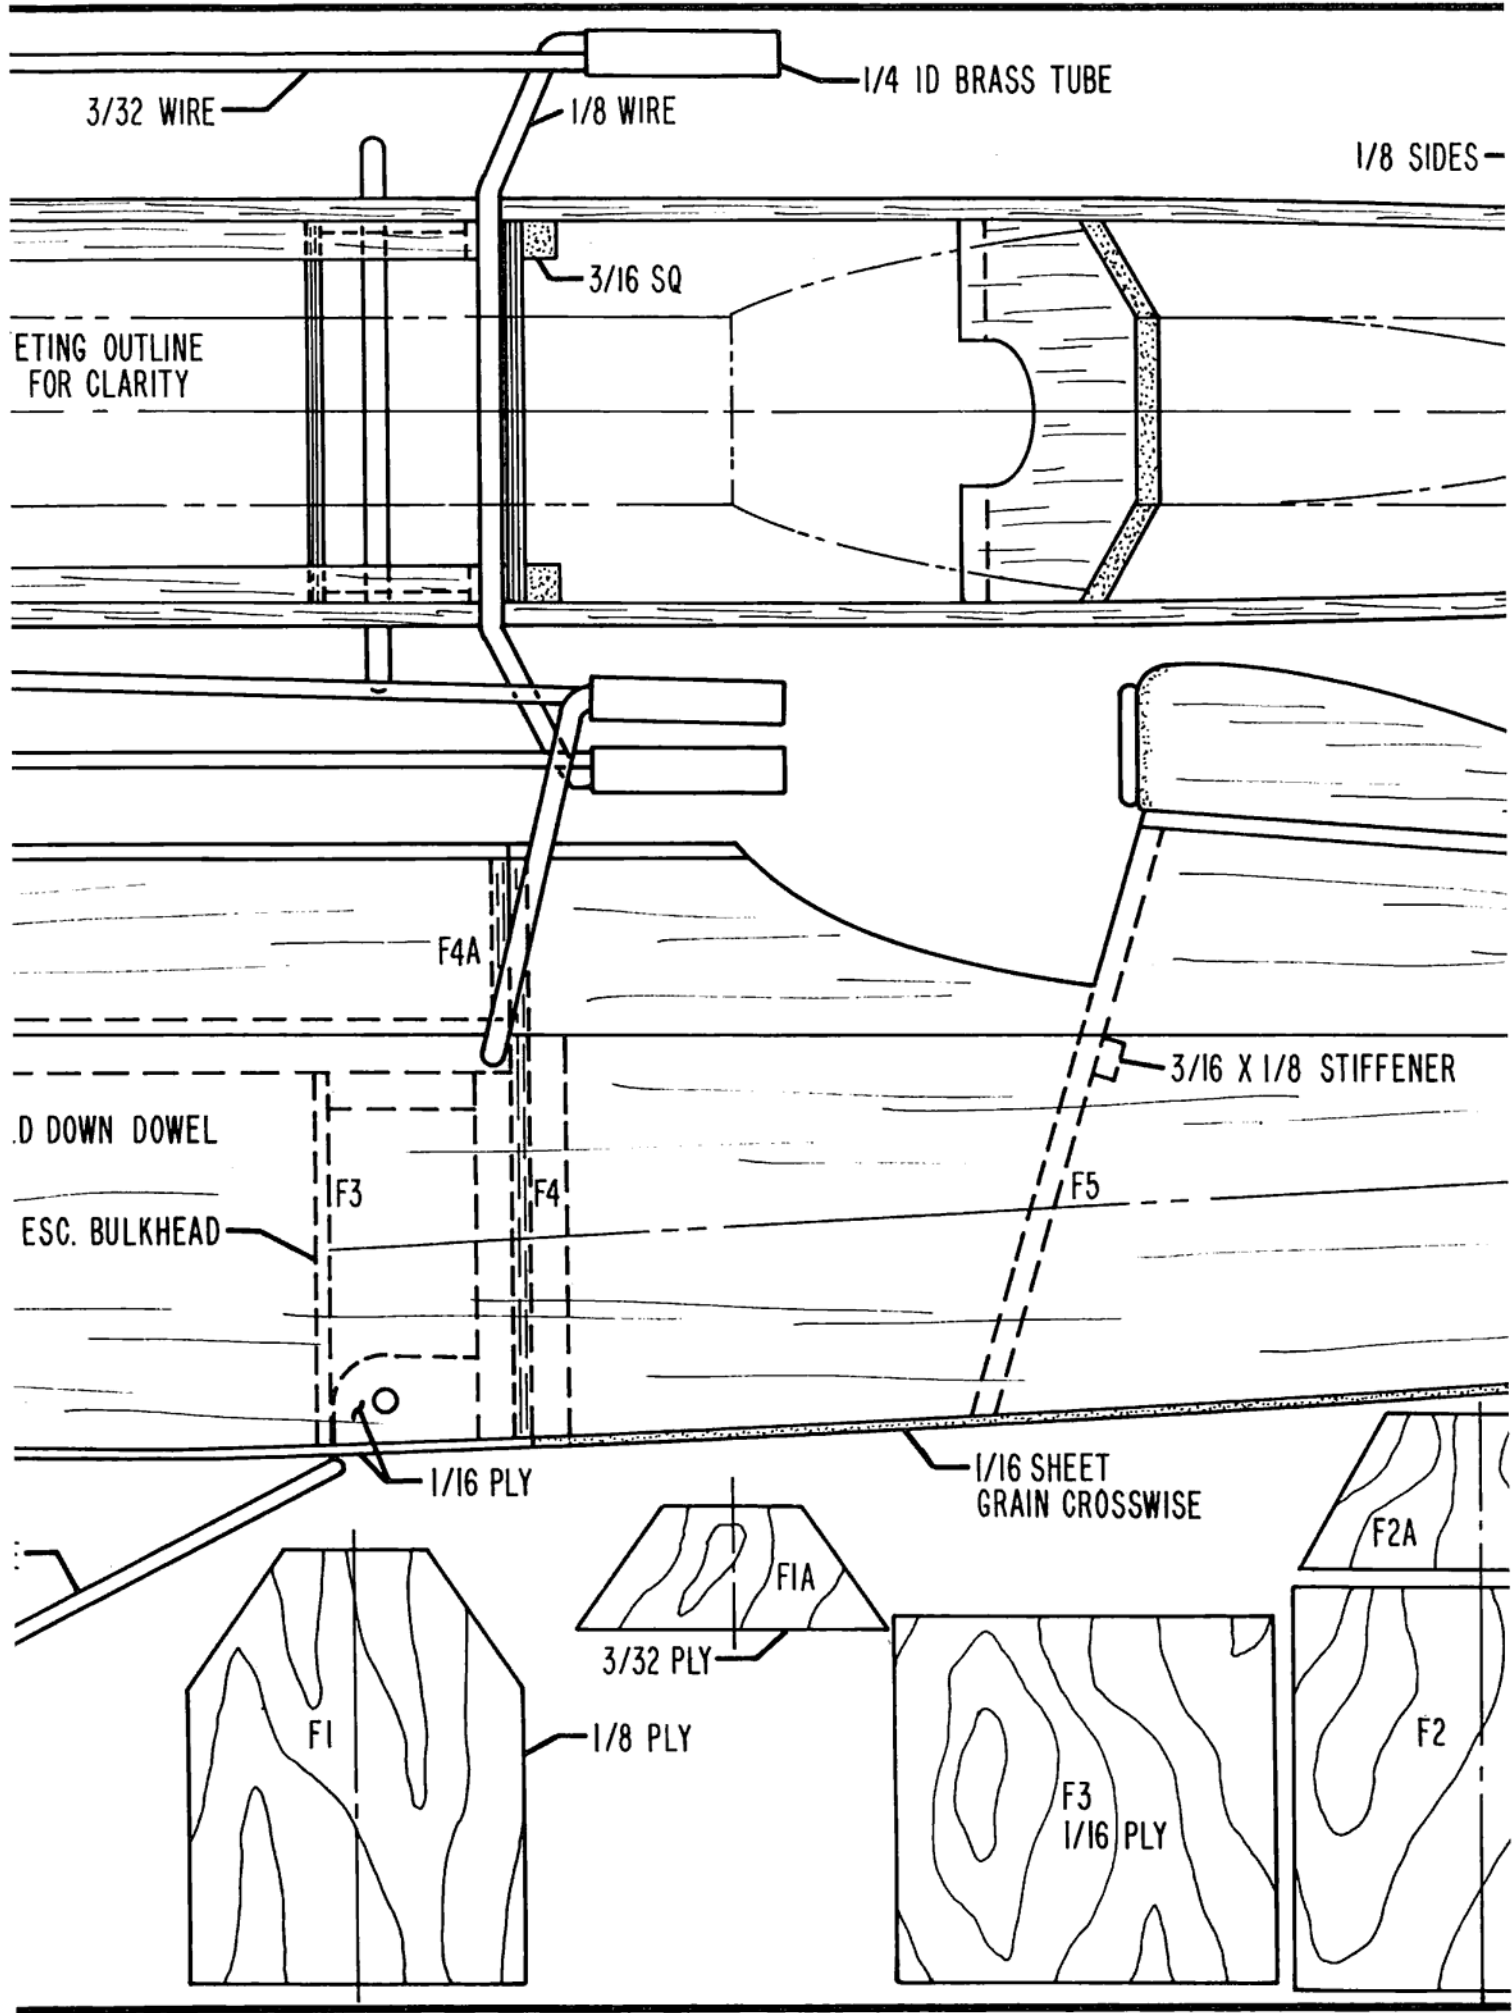 1/4 ID BRASS TUBE
3/32 WIRE
1/8 WIRE
1/8 SIDES
3/16 SQ
ETING OUTLINE
FOR CLARITY
F4A
3/16 X 1/8 STIFFENER
.D DOWN DOWEL
F3
F4
F5
ESC. BULKHEAD
1/16 PLY
1/16 SHEET
GRAIN CROSSWISE
F2A
F1A
3/32 PLY
F1
1/8 PLY
F2
F3
1/16 PLY